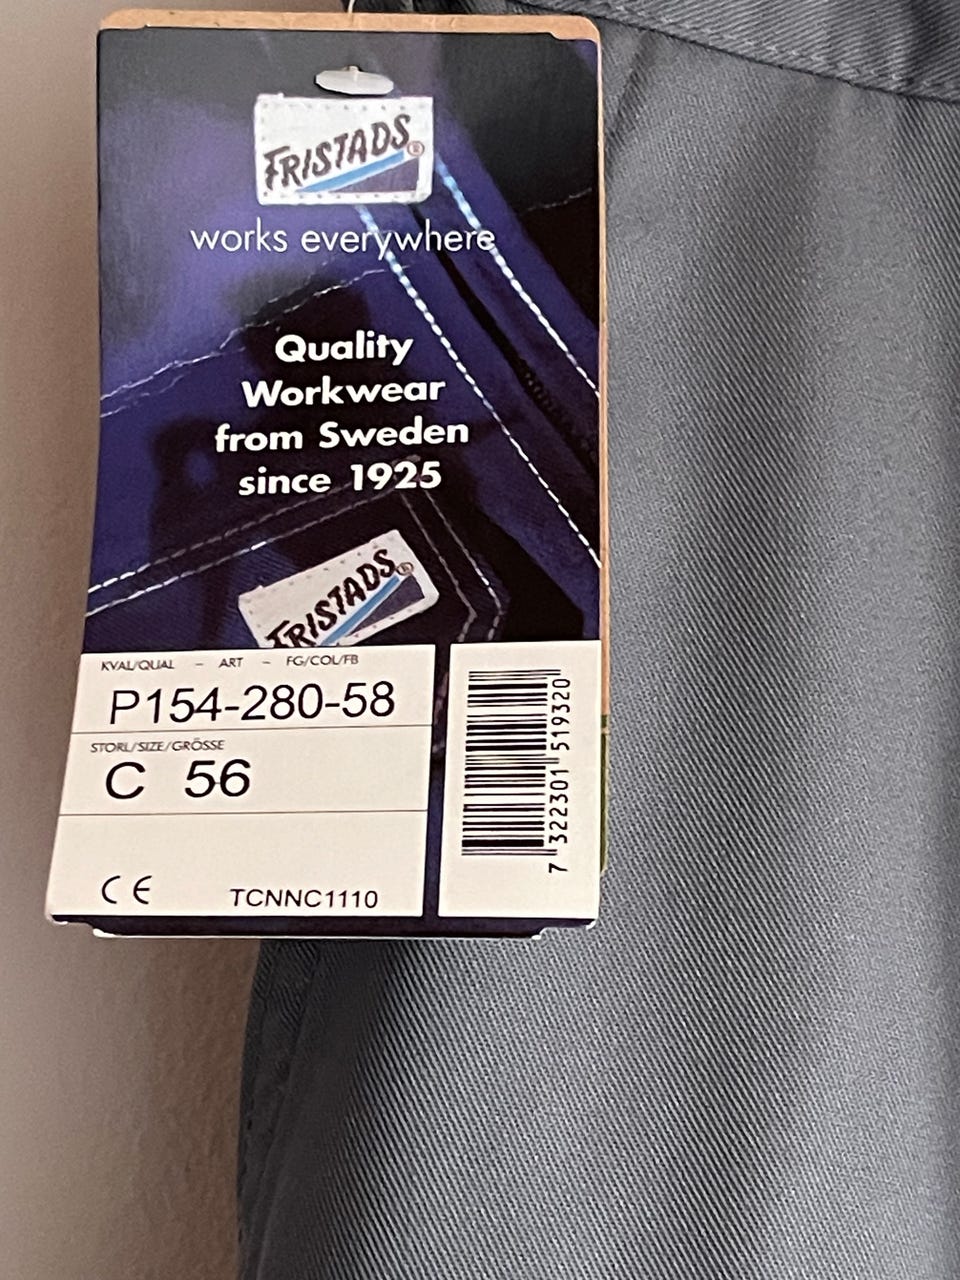 FRISTADS®
works everywhere
Quality
Workwear
from Sweden
since 1925
FRISTADS®
KVAL/QUAL – ART – FG/COL/FB
P154-280-58
STORL/SIZE/GRÖSSE
C 56
CE
TCNNC1110
7 322301 519320